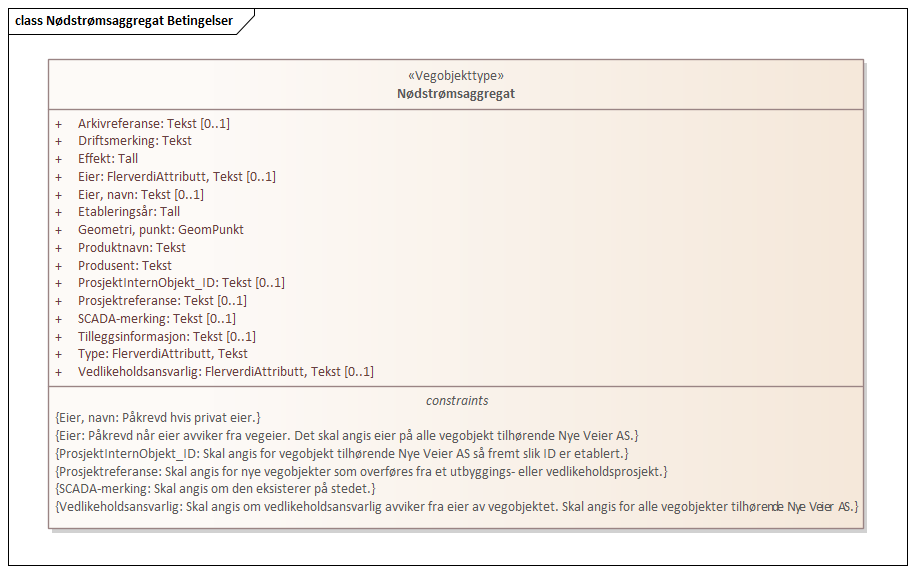 class Nødstrømsaggregat Betingelser
«Vegobjekttype»
Nødstrømsaggregat
+ Arkivreferanse: Tekst [0..1]
+ Driftsmerking: Tekst
+ Effekt: Tall
+ Eier: FlerverdiAttributt, Tekst [0..1]
+ Eier, navn: Tekst [0..1]
+ Etableringsår: Tall
+ Geometri, punkt: GeomPunkt
+ Produktnavn: Tekst
+ Produsent: Tekst
+ ProsjektInternObjekt_ID: Tekst [0..1]
+ Prosjektreferanse: Tekst [0..1]
+ SCADA-merking: Tekst [0..1]
+ Tilleggsinformasjon: Tekst [0..1]
+ Type: FlerverdiAttributt, Tekst
+ Vedlikeholdsansvarlig: FlerverdiAttributt, Tekst [0..1]
constraints
{Eier, navn: Påkrevd hvis privat eier.}
{Eier: Påkrevd når eier avviker fra vegeier. Det skal angis eier på alle vegobjekt tilhørende Nye Veier AS.}
{ProsjektInternObjekt_ID: Skal angis for vegobjekt tilhørende Nye Veier AS så fremt slik ID er etablert.}
{Prosjektreferanse: Skal angis for nye vegobjekter som overføres fra et utbyggings- eller vedlikeholdsprosjekt.}
{SCADA-merking: Skal angis om den eksisterer på stedet.}
{Vedlikeholdsansvarlig: Skal angis om vedlikeholdsansvarlig avviker fra eier av vegobjektet. Skal angis for alle vegobjekter tilhørende Nye Veier AS.}